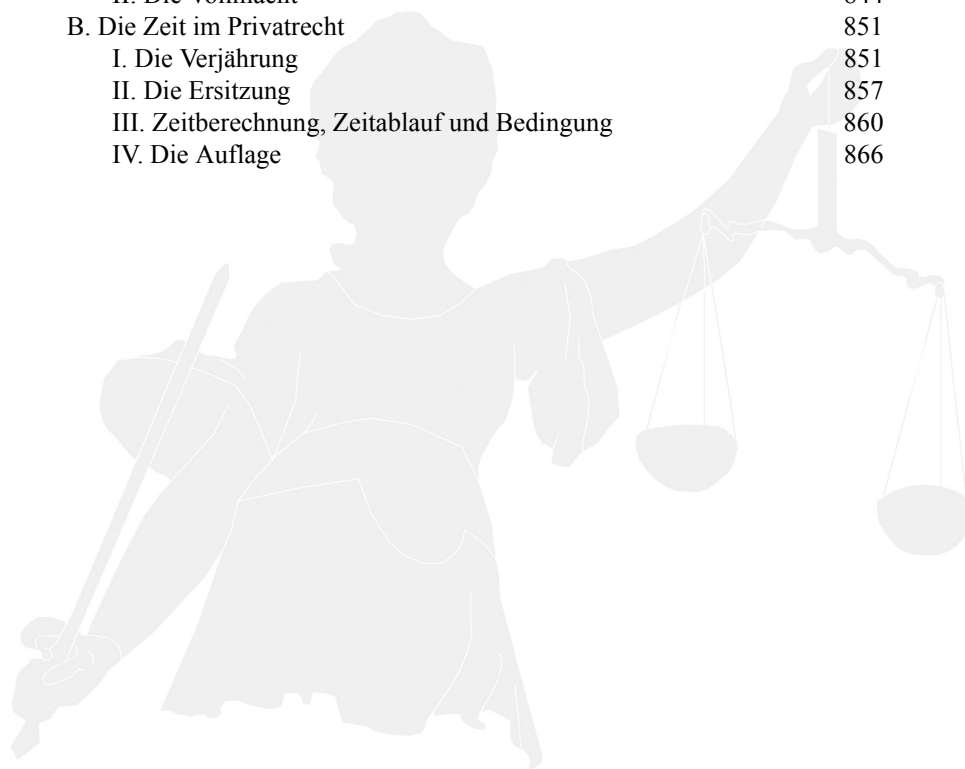 B. Die Zeit im Privatrecht 851
I. Die Verjährung 851
II. Die Ersitzung 857
III. Zeitberechnung, Zeitablauf und Bedingung 860
IV. Die Auflage 866